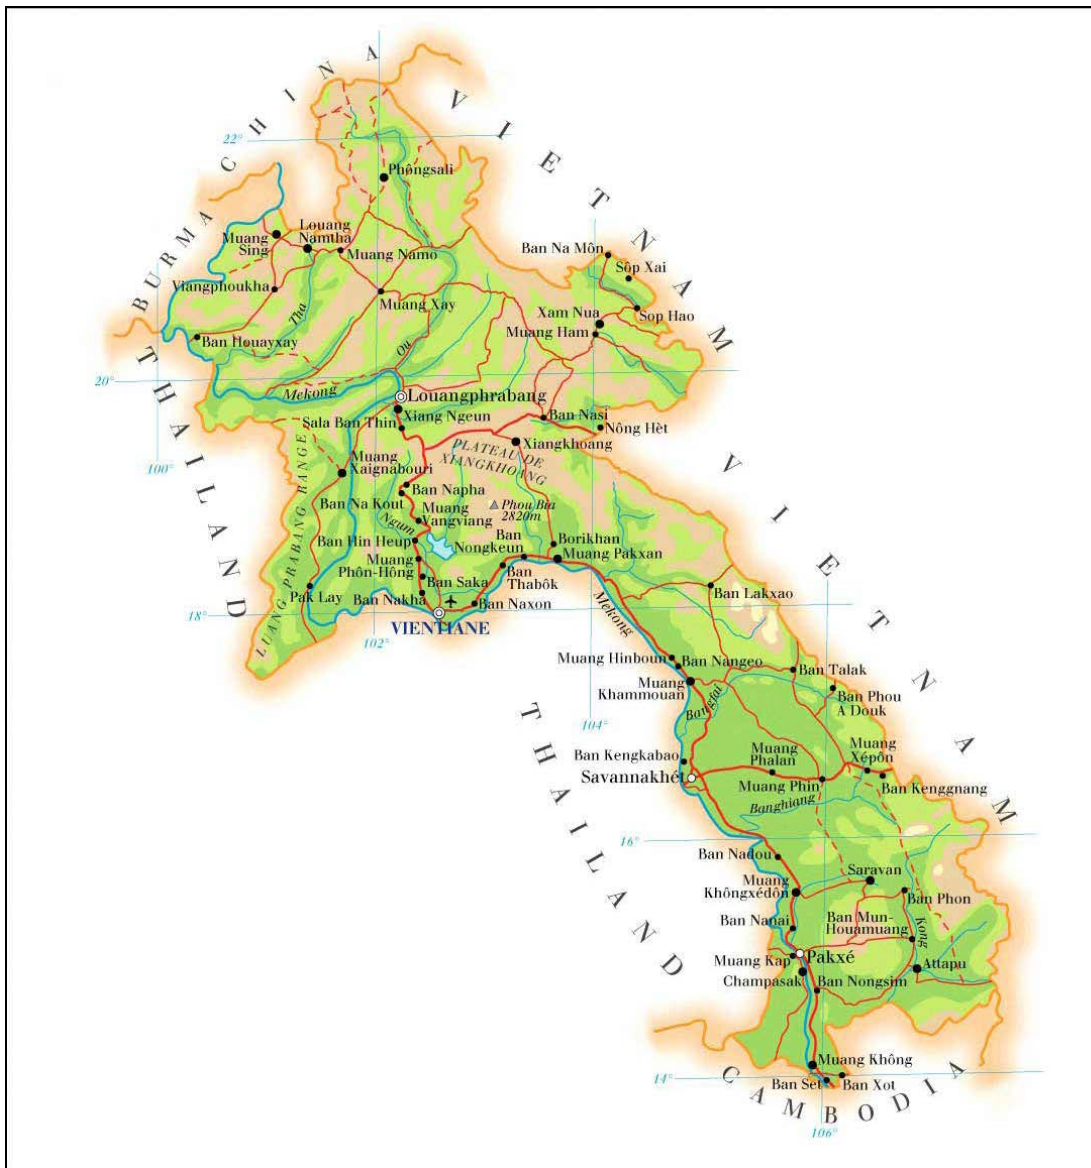 CHINA
VIETNAM
22°
Phôngsali
BURMA
Muang
Sing
Louang
Namtha
Muang Namo
Ban Na Môn
Sôp Xai
Viangphoukha
Tha
Muang Xay
Xam Nua
Sop Hao
Muang Ham
Ban Houayxay
Ou
20°
Mekong
THAILAND
Louangphrabang
Xiang Ngeun
Sala Ban Thin
Ban Nasi
Nông Hèt
100°
Muang
Xaignabouri
PLATEAU DE
XIANGKHOANG
Xiangkhoang
LUANG PRABANG RANGE
Ban Napha
Ban Na Kout
Muang
Vangviang
Phou Bia
2820m
VIETNAM
Ngum
Ban Hin Heup
Ban
Nongkeun
Borikhan
Muang Pakxan
Muang
Phôn-Hông
Ban Saka
Ban
Thabôk
Pak Lay
Ban Nakha
Ban Naxon
Mekong
Ban Lakxao
18°
VIENTIANE
102°
Muang Hinboun
Ban Nangeo
Ban Talak
Muang
Khammouan
Bangfai
Ban Phou
A Douk
THAILAND
104°
Ban Kengkabao
Muang
Phalan
Muang
Xépôn
Savannakhét
Muang Phin
Ban Kenggnang
Banghiang
16°
Ban Nadou
Saravan
Muang
Khôngxédôn
Ban Phon
Ban Nanai
Ban Mun-
Houamuang
Kong
Muang Kap
Pakxé
Attapu
Champasak
Ban Nongsim
Muang Không
14°
Ban Set
Ban Xot
CAMBODIA
106°